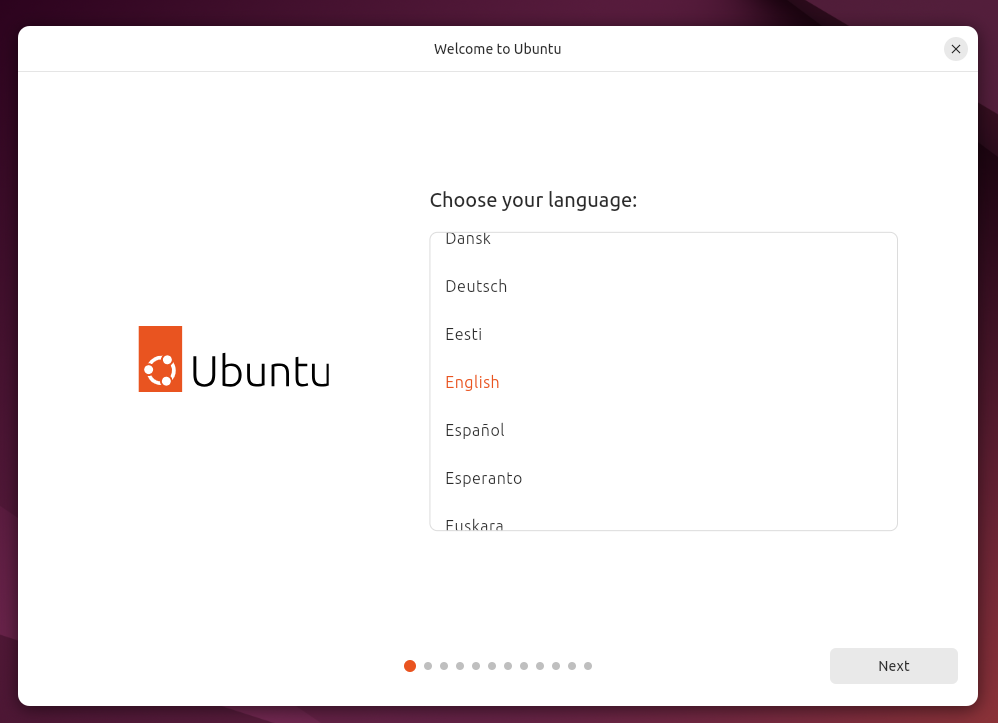 Welcome to Ubuntu
Choose your language:
Dansk
Deutsch
Eesti
English
Español
Esperanto
Euskara
Ubuntu
Next